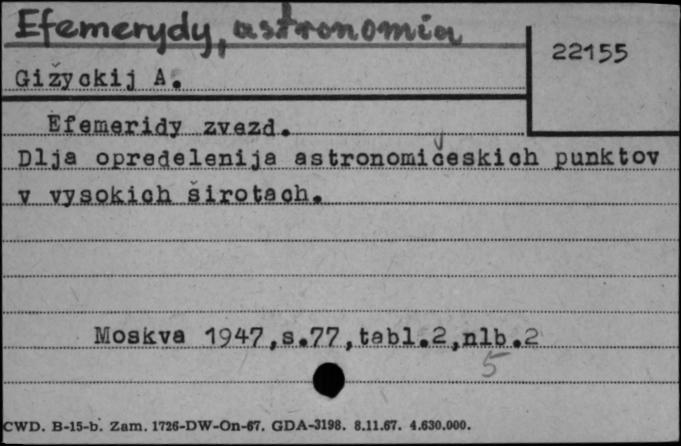 Efemerydy, astronomia
22155
Giżyckij A.
Efemeridy zvezd.
Dlja opredelenija astronomičeskich punktov
v vysokich širotach.
Moskva 1947,s.77,tabl.2,nlb.2
5
CWD. B-15-b. Zam. 1726-DW-On-67. GDA-3198. 8.11.67. 4.630.000.